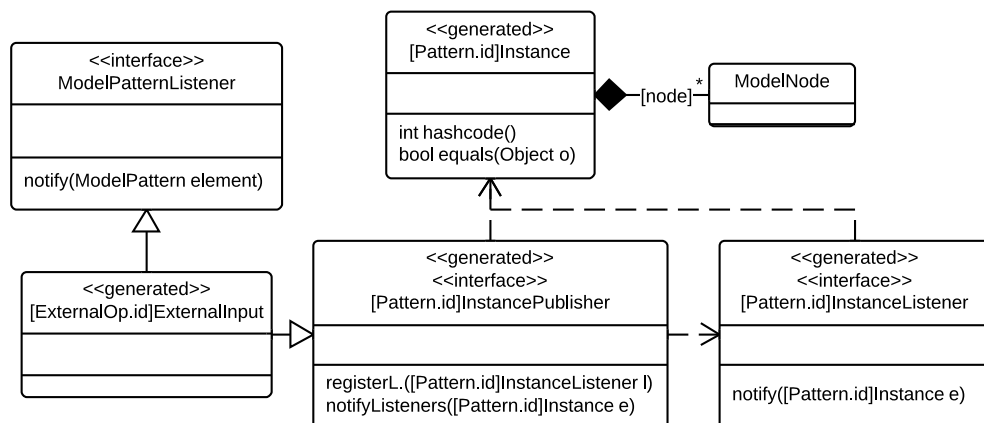 <<interface>>
ModelPatternListener
notify(ModelPattern element)
<<generated>>
[Pattern.id]Instance
int hashcode()
bool equals(Object o)
[node]
*
ModelNode
<<generated>>
[ExternalOp.id]ExternalInput
<<generated>>
<<interface>>
[Pattern.id]InstancePublisher
registerL.([Pattern.id]InstanceListener l)
notifyListeners([Pattern.id]Instance e)
<<generated>>
<<interface>>
[Pattern.id]InstanceListener
notify([Pattern.id]Instance e)